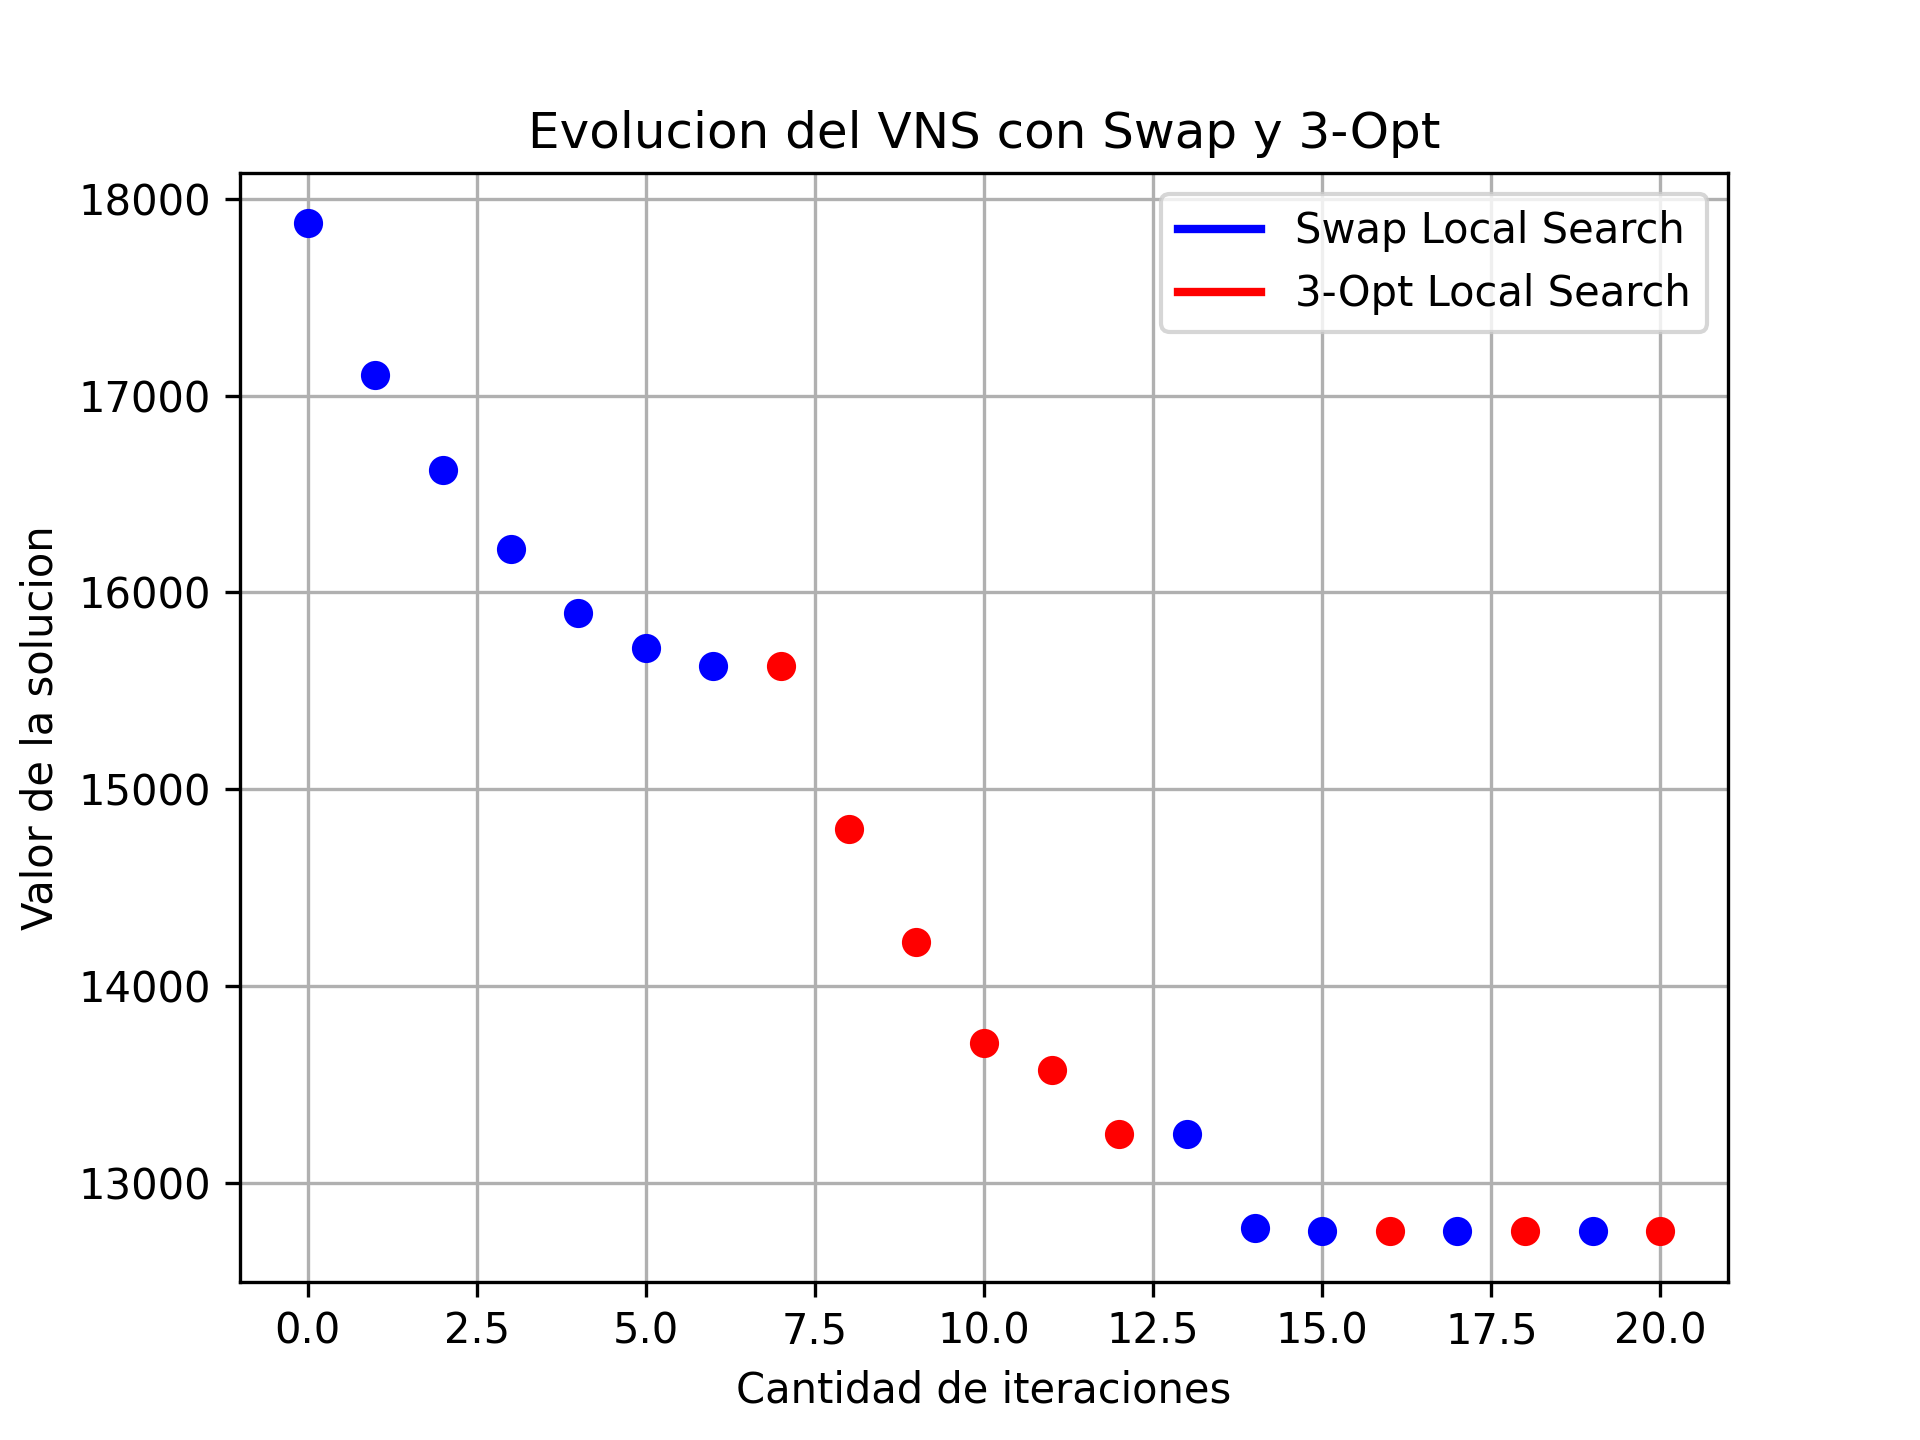 Evolucion del VNS con Swap y 3-Opt
18000
17000
16000
15000
14000
13000
Valor de la solucion
Swap Local Search
3-Opt Local Search
0.0 2.5 5.0 7.5 10.0 12.5 15.0 17.5 20.0
Cantidad de iteraciones